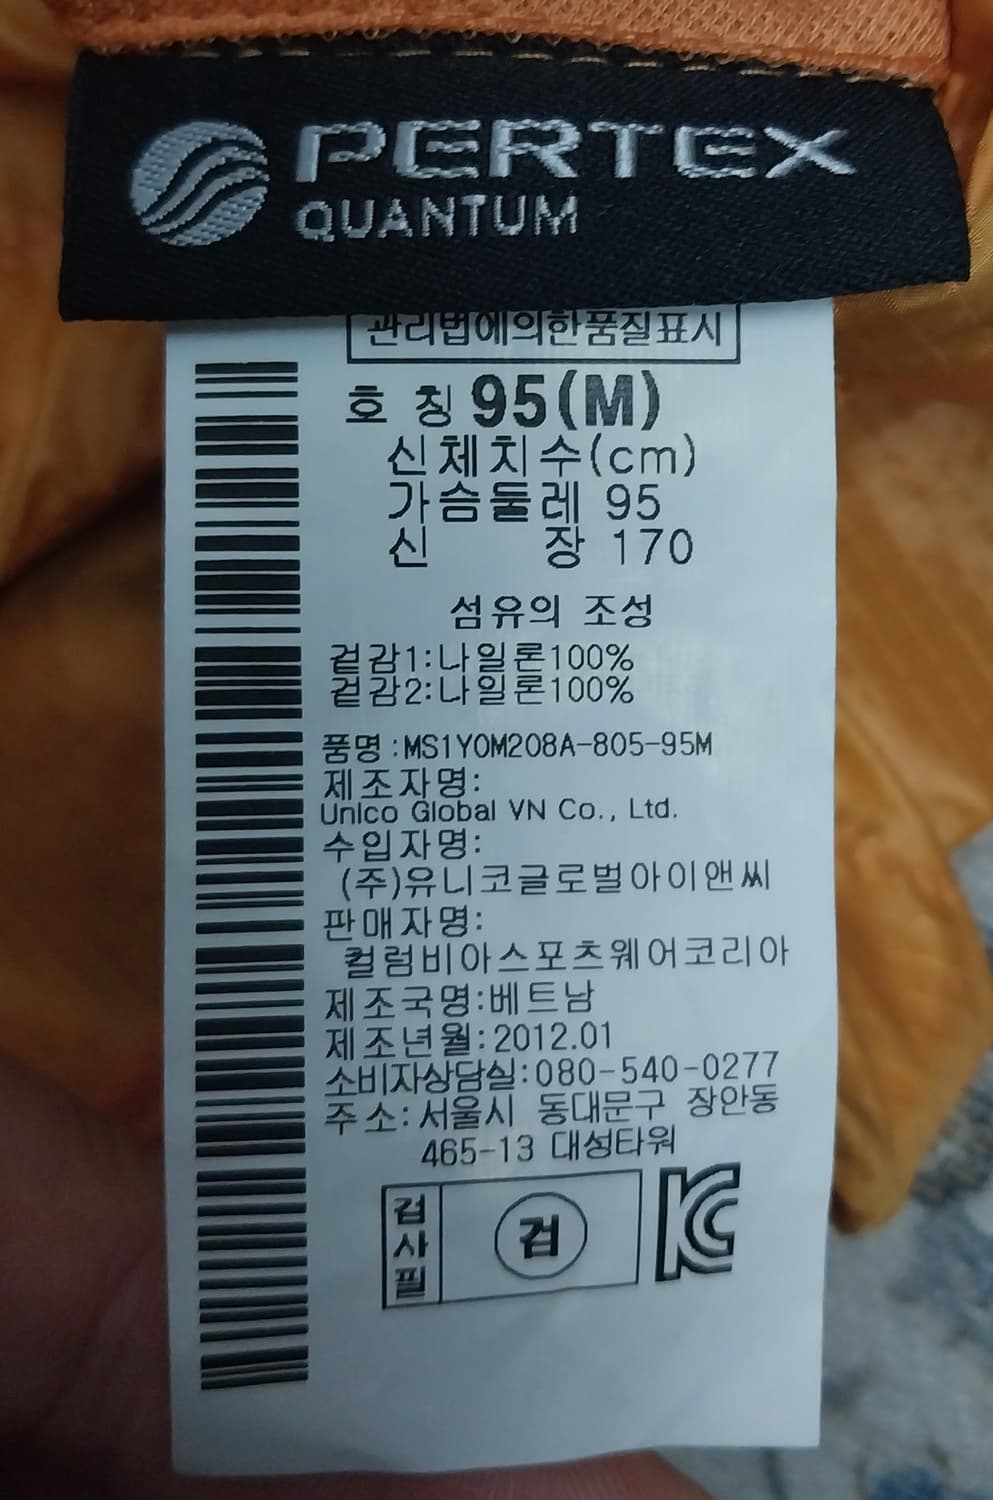 PERTEX
QUANTUM
관리법에의한품질표시
호 칭 95(M)
신체치수(cm)
가슴둘레 95
신 장 170
섬유의 조성
겉감1:나일론100%
겉감2:나일론100%
품명:MS1YOM208A-805-95M
제조자명:
Unico Global VN Co., Ltd.
수입자명:
(주)유니코글로벌아이앤씨
판매자명:
컬럼비아스포츠웨어코리아
제조국명:베트남
제조년월:2012.01
소비자상담실:080-540-0277
주소:서울시 동대문구 장안동
465-13 대성타워
검사필
검
KC